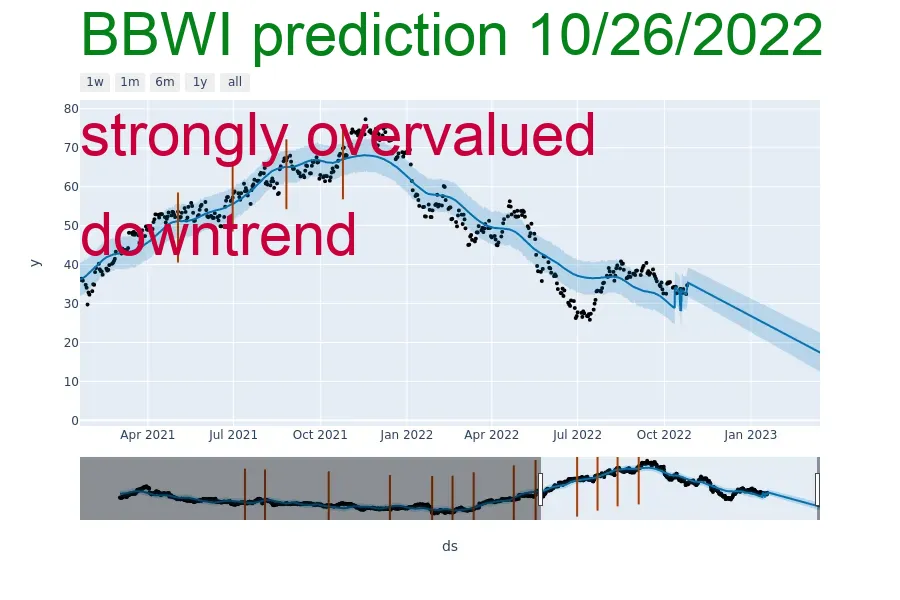 BBWI prediction 10/26/2022
1w 1m 6m 1y all
strongly overvalued
downtrend
80
70
60
50
40
30
20
10
0
y
Apr 2021 Jul 2021 Oct 2021 Jan 2022 Apr 2022 Jul 2022 Oct 2022 Jan 2023
ds